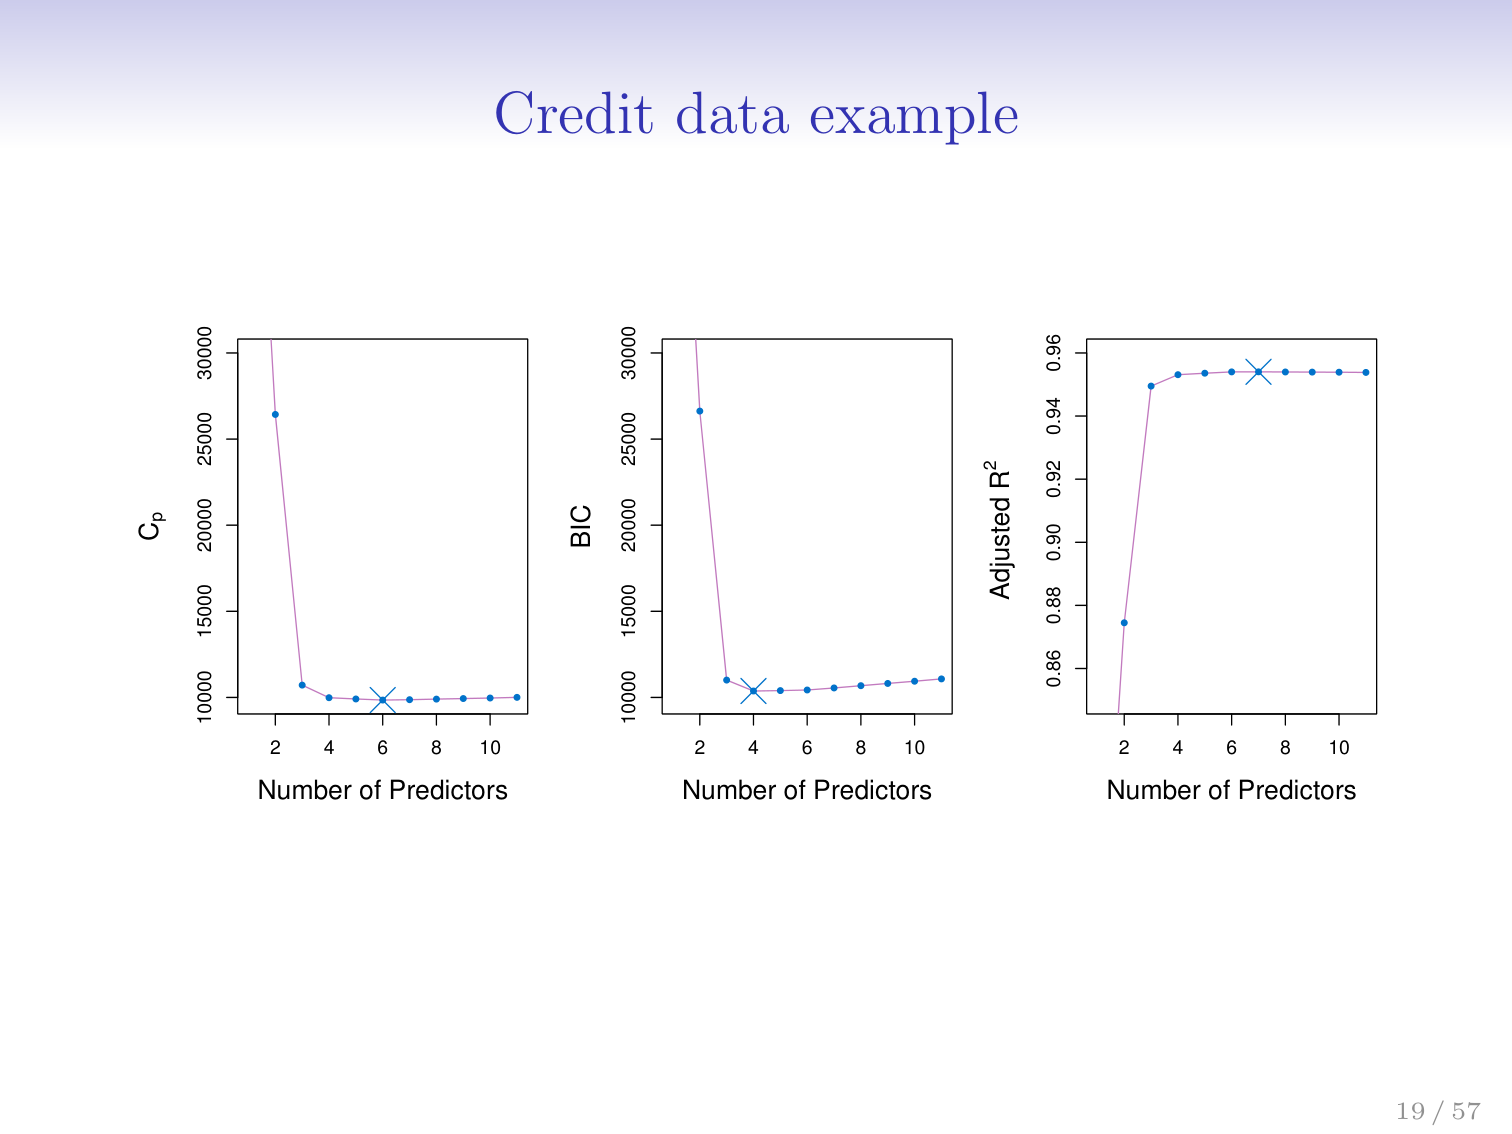 Credit data example
30000
25000
20000
15000
10000
C_p
2 4 6 8 10
Number of Predictors
30000
25000
20000
15000
10000
BIC
2 4 6 8 10
Number of Predictors
0.96
0.94
0.92
0.90
0.88
0.86
Adjusted R²
2 4 6 8 10
Number of Predictors
19 / 57